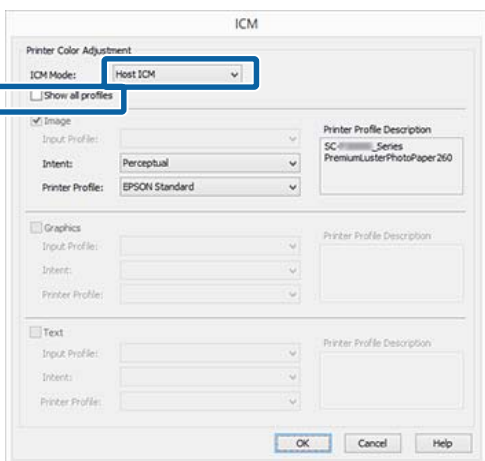 ICM
Printer Color Adjustment
ICM Mode: Host ICM
Show all profiles
Image
Input Profile:
Intent: Perceptual
Printer Profile: EPSON Standard
Printer Profile Description
SC- _Series
PremiumLusterPhotoPaper260
Graphics
Input Profile:
Intent:
Printer Profile:
Printer Profile Description
Text
Input Profile:
Intent:
Printer Profile:
Printer Profile Description
OK Cancel Help